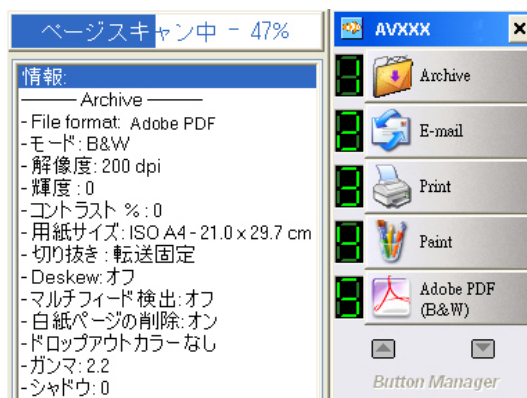 ページスキャン中 - 47%
情報:
Archive
- File format: Adobe PDF
- モード: B&W
- 解像度: 200 dpi
- 輝度: 0
- コントラスト %: 0
- 用紙サイズ: ISO A4 - 21.0 x 29.7 cm
- 切り抜き : 転送固定
- Deskew: オフ
- マルチフィード検出: オフ
- 白紙ページの削除: オン
- ドロップアウトカラーなし
- ガンマ: 2.2
- シャドウ: 0
AVXXX
Archive
E-mail
Print
Paint
Adobe PDF
(B&W)
Button Manager